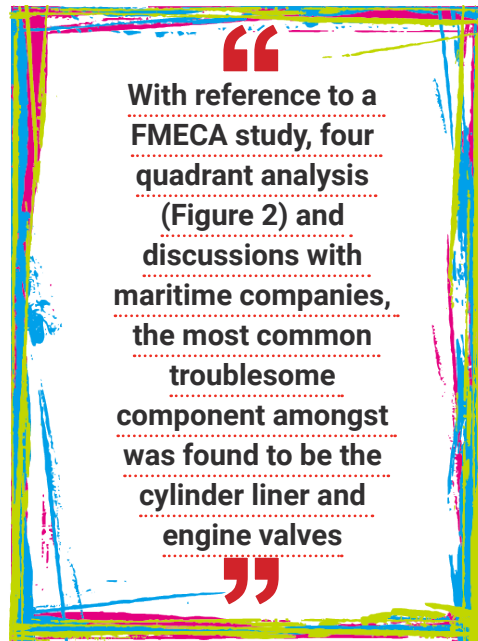 “
With reference to a
FMECA study, four
quadrant analysis
(Figure 2) and
discussions with
maritime companies,
the most common
troublesome
component amongst
was found to be the
cylinder liner and
engine valves
”